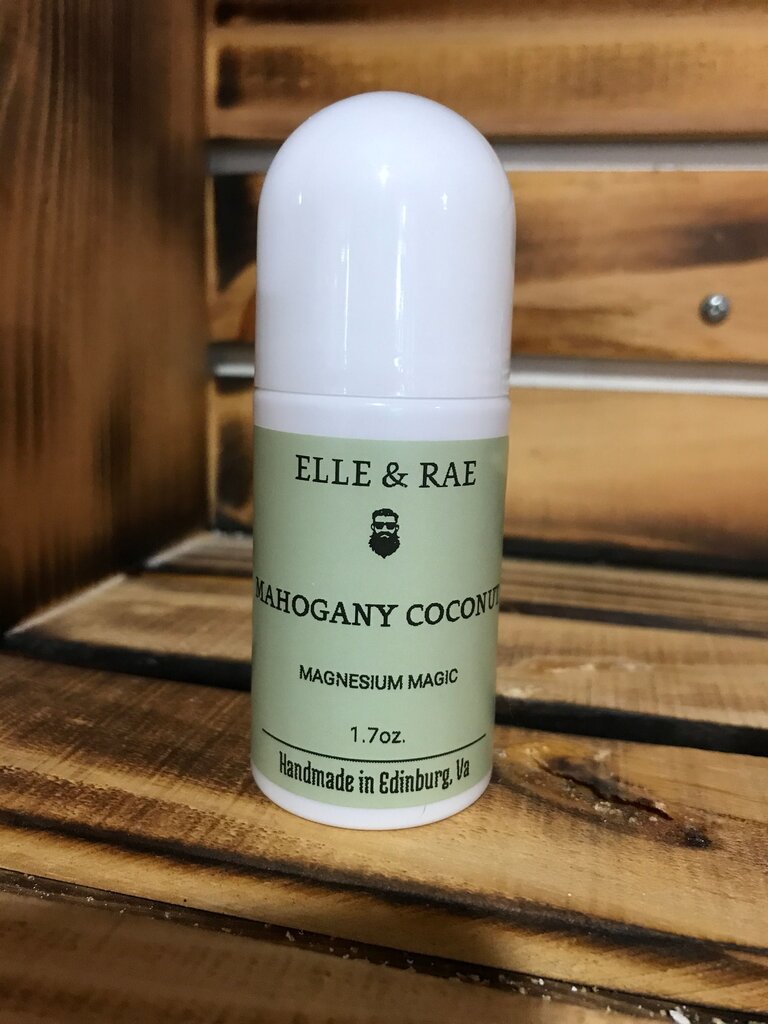 ELLE & RAE
MAHOGANY COCONUT
MAGNESIUM MAGIC
1.7oz.
Handmade in Edinburg, Va